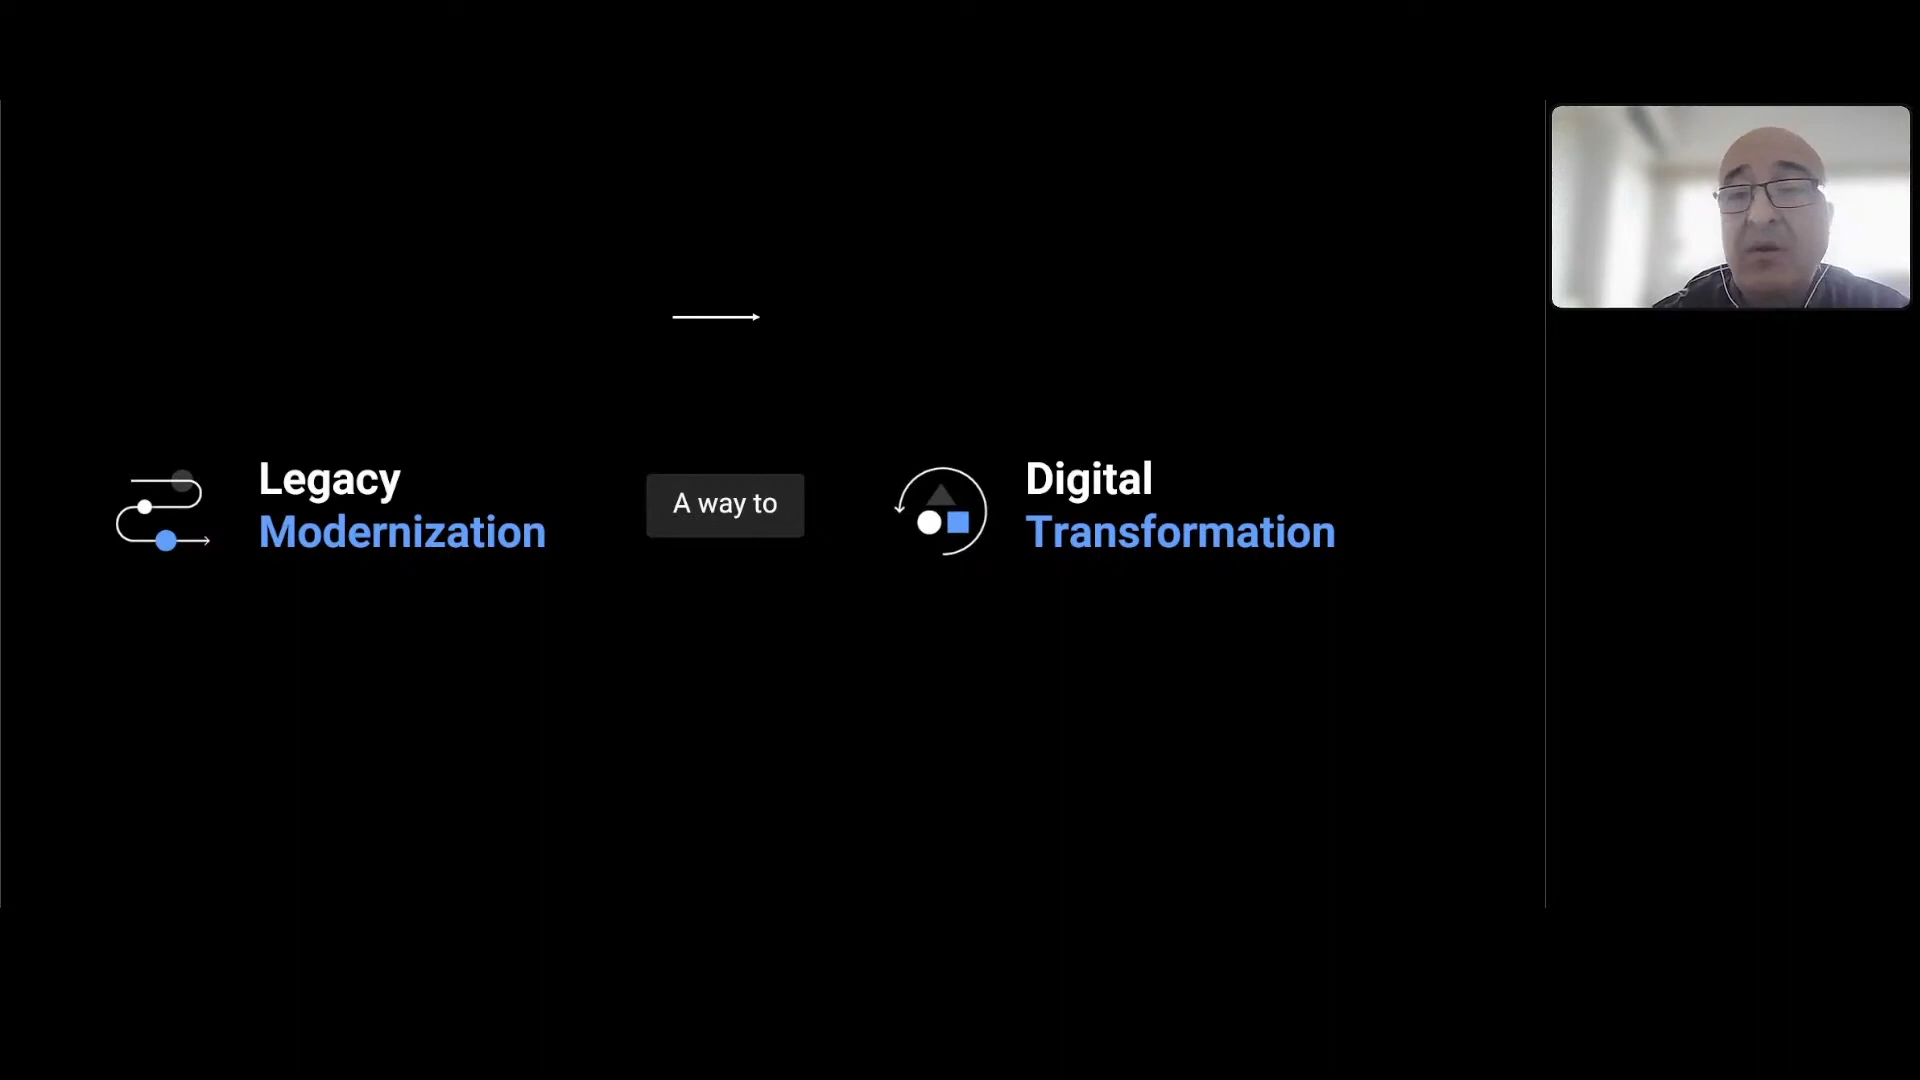 Legacy
Modernization
A way to
Digital
Transformation